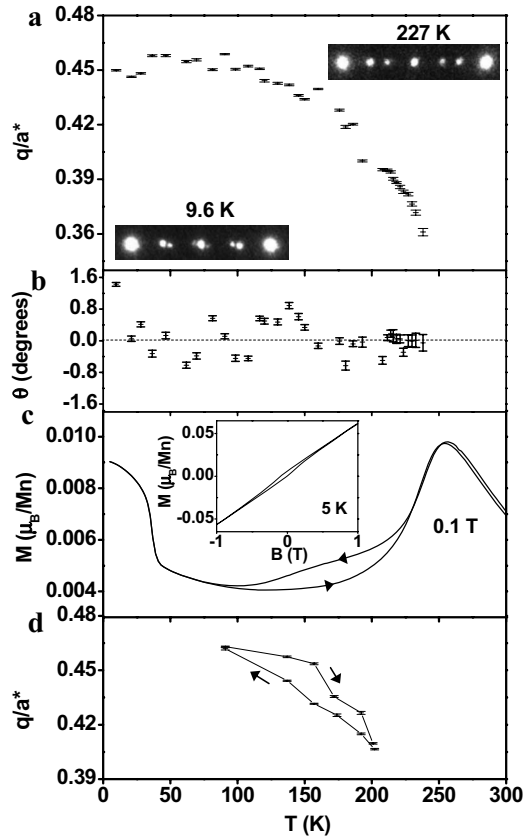 a
0.48
0.45
0.42
0.39
0.36
q/a*
227 K
9.6 K
b
1.6
0.8
0.0
-0.8
-1.6
θ (degrees)
c
0.010
0.008
0.006
0.004
M (μB/Mn)
0.05
0.00
-0.05
M (μB/Mn)
-1 0 1
B (T)
5 K
0.1 T
d
0.48
0.45
0.42
0.39
q/a*
0 50 100 150 200 250 300
T (K)